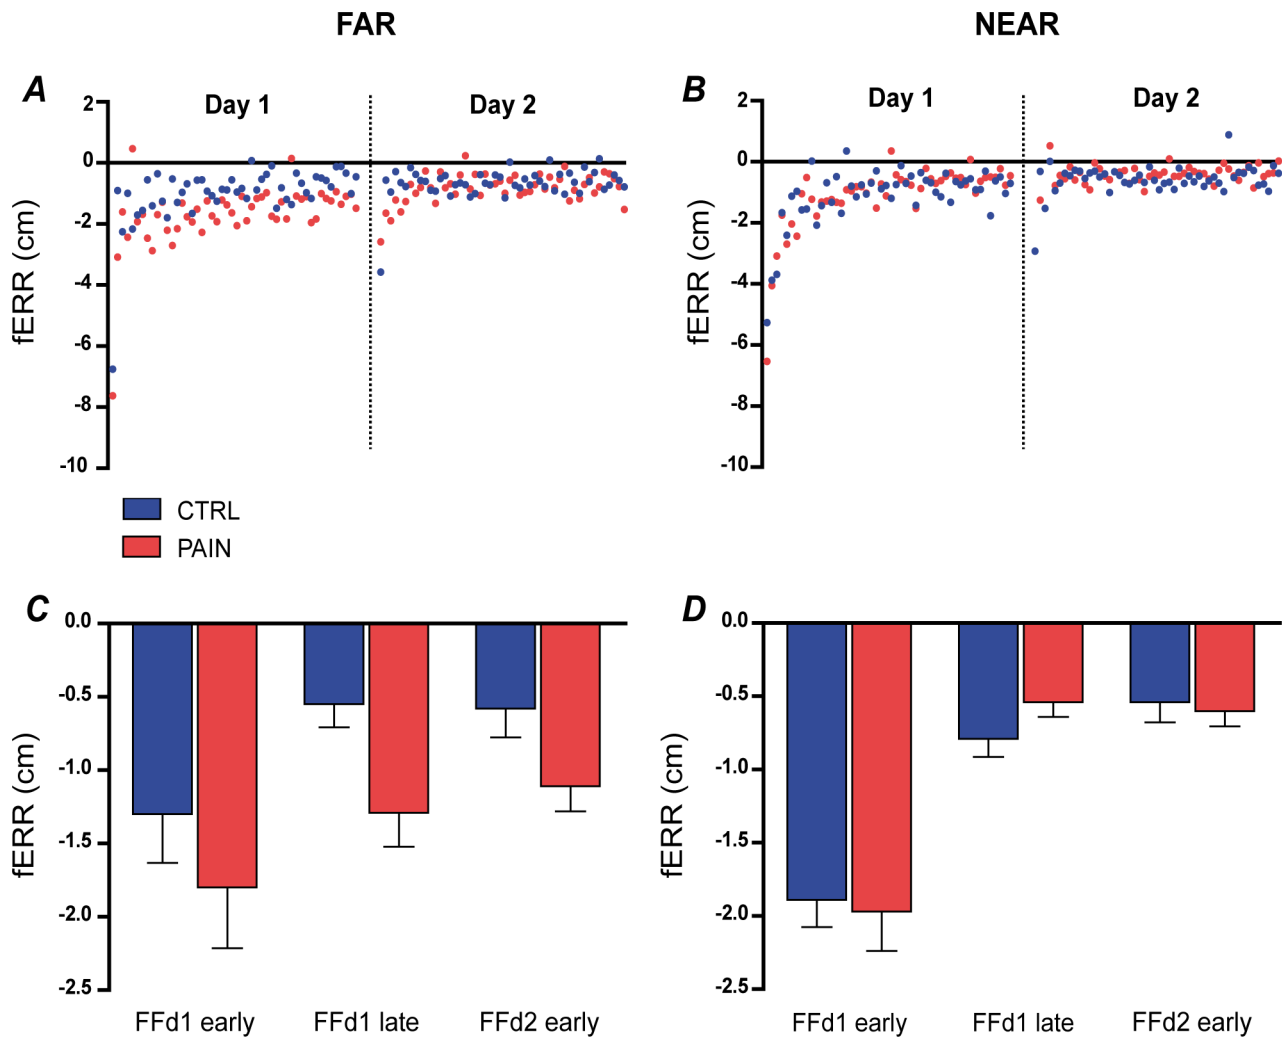 FAR
NEAR
A
Day 1
Day 2
2
0
-2
-4
-6
-8
-10
fERR (cm)
B
Day 1
Day 2
2
0
-2
-4
-6
-8
-10
fERR (cm)
CTRL
PAIN
C
0.0
-0.5
-1.0
-1.5
-2.0
-2.5
fERR (cm)
FFd1 early
FFd1 late
FFd2 early
D
0.0
-0.5
-1.0
-1.5
-2.0
-2.5
fERR (cm)
FFd1 early
FFd1 late
FFd2 early